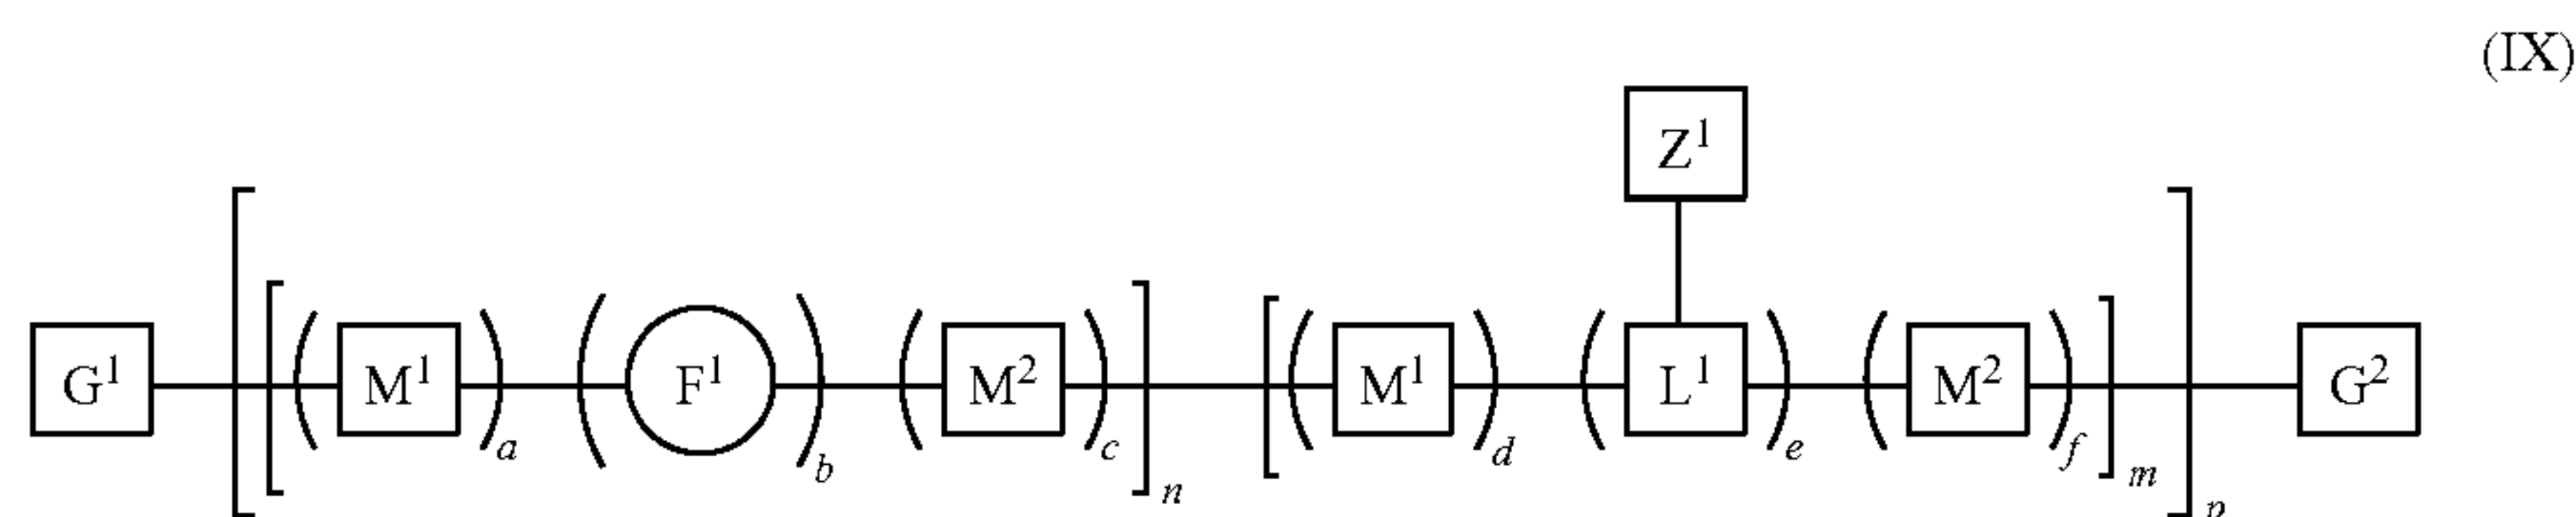 (IX)
Z¹
G¹ [ [ ( M¹ )a ( F¹ )b ( M² )c ]n [ ( M¹ )d ( L¹ )e ( M² )f ]m ]p G²